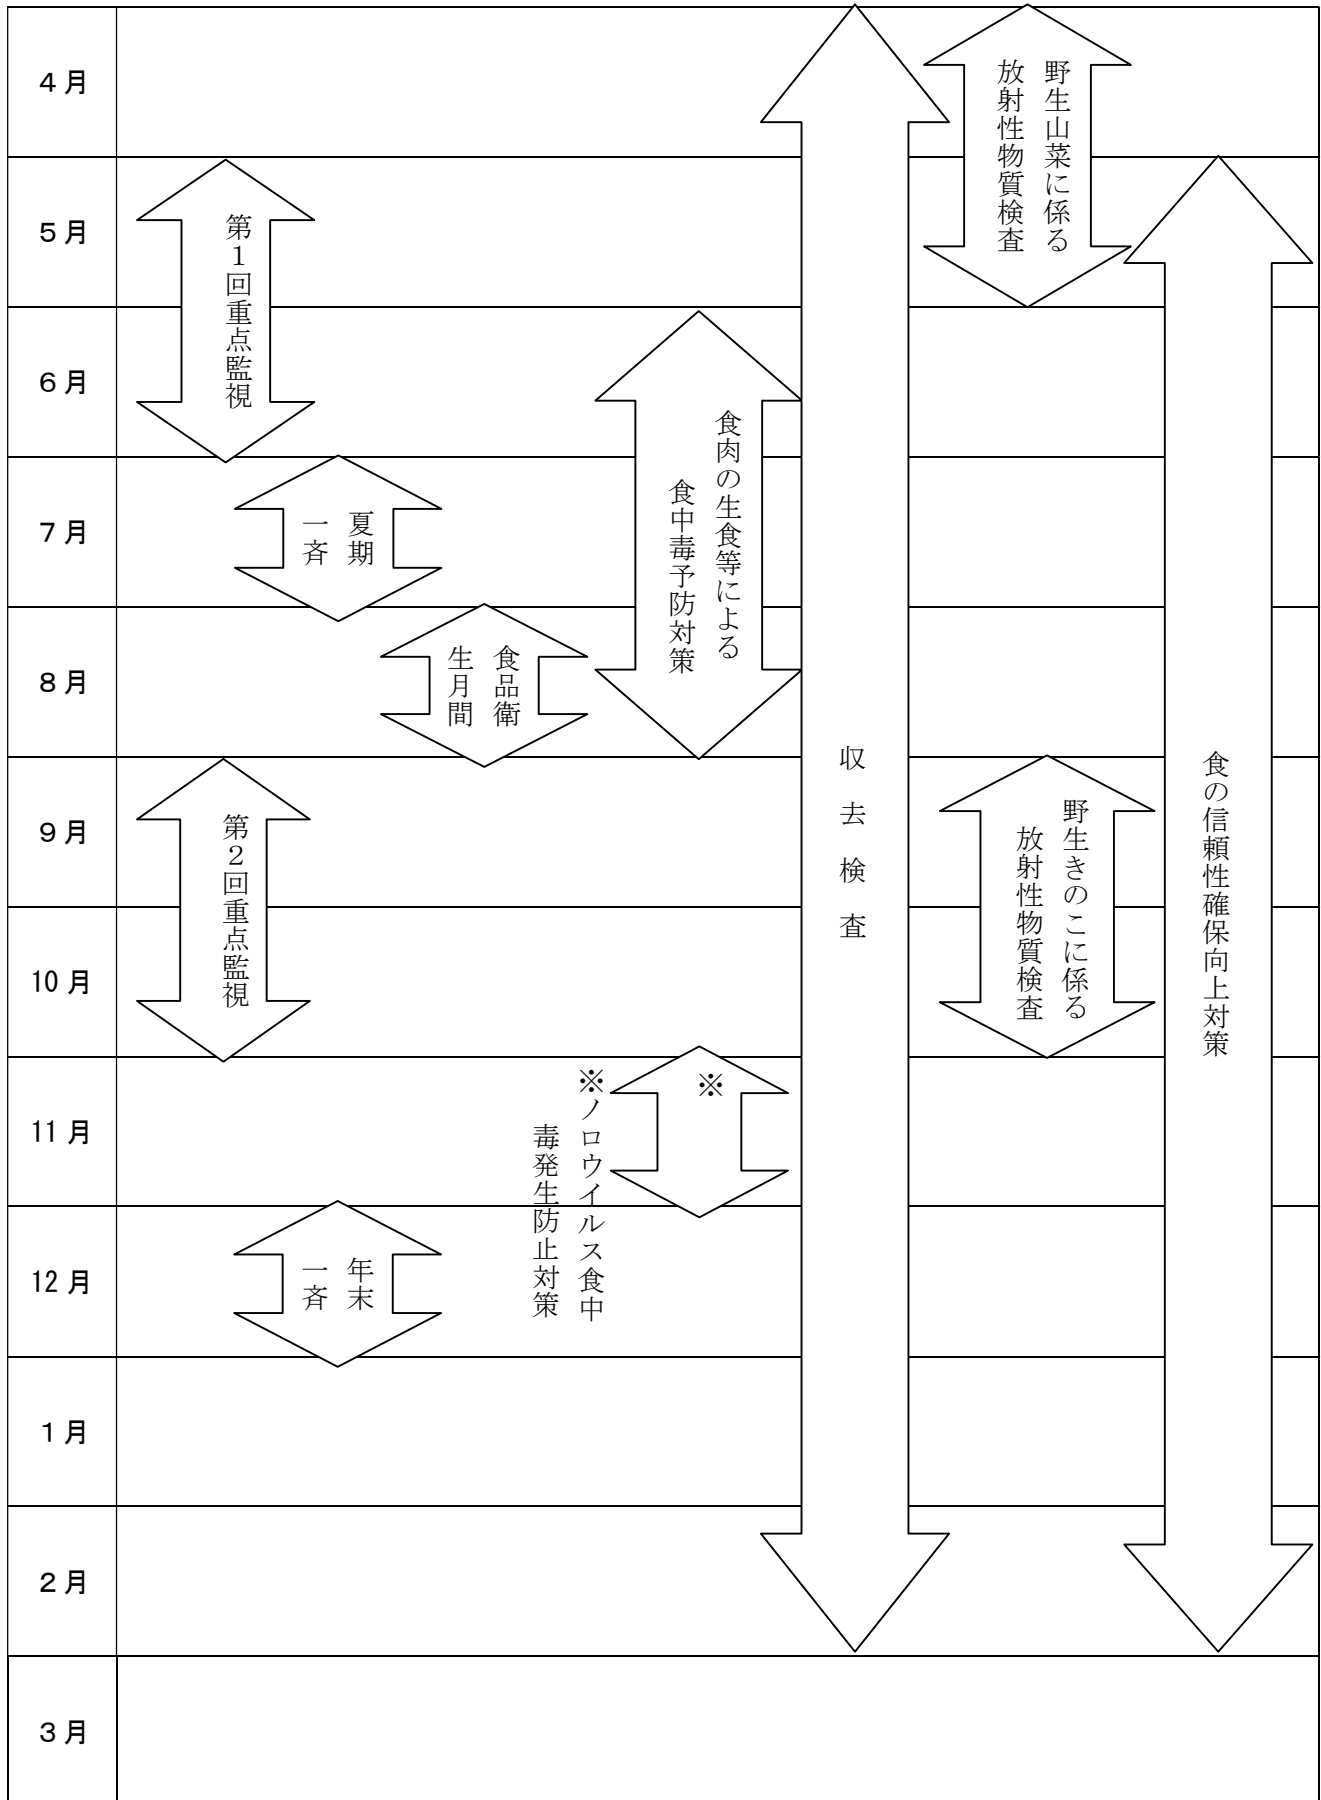 4月
5月
6月
7月
8月
9月
10月
11月
12月
1月
2月
3月
第1回重点監視
第2回重点監視
夏期
一斉
年末
一斉
食品衛
生月間
※ノロウイルス食中
毒発生防止対策
※
食肉の生食等による
食中毒予防対策
収去検査
野生山菜に係る
放射性物質検査
野生きのこに係る
放射性物質検査
食の信頼性確保向上対策